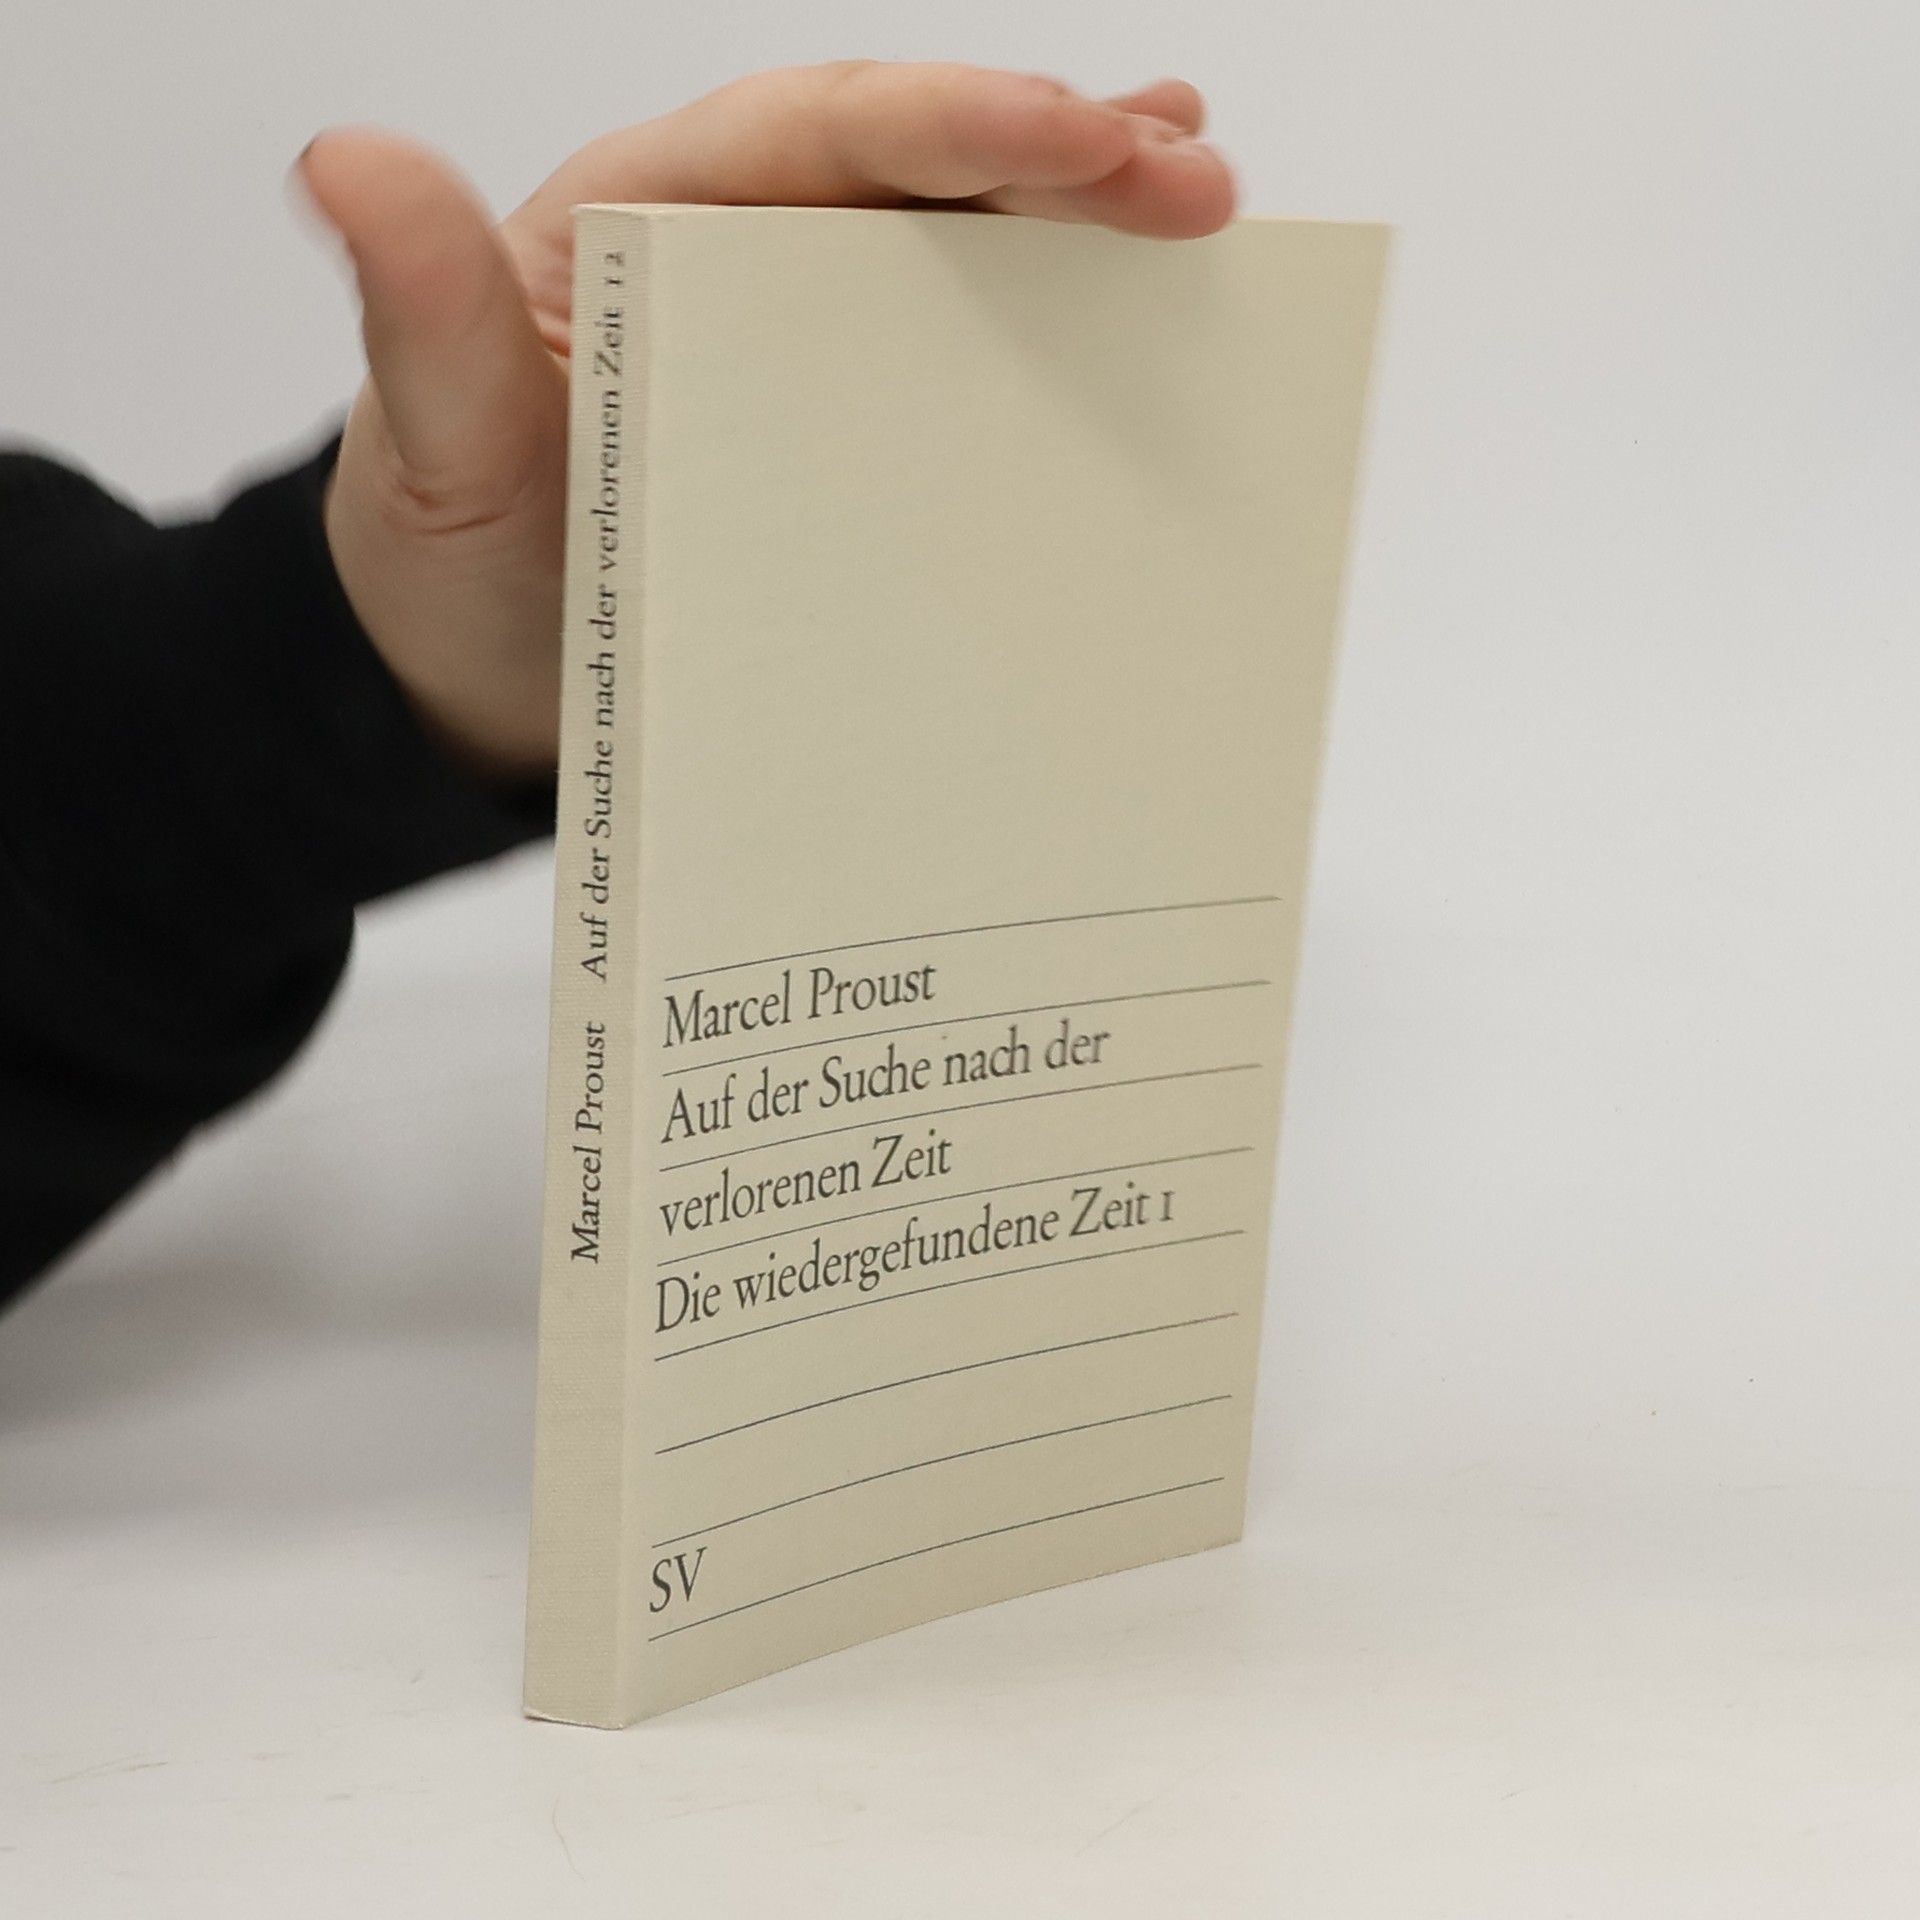 Marcel Proust Auf der Suche nach der verlorenen Zeit 12
Marcel Proust
Auf der Suche nach der
verlorenen Zeit
Die wiedergefundene Zeit 1
SV